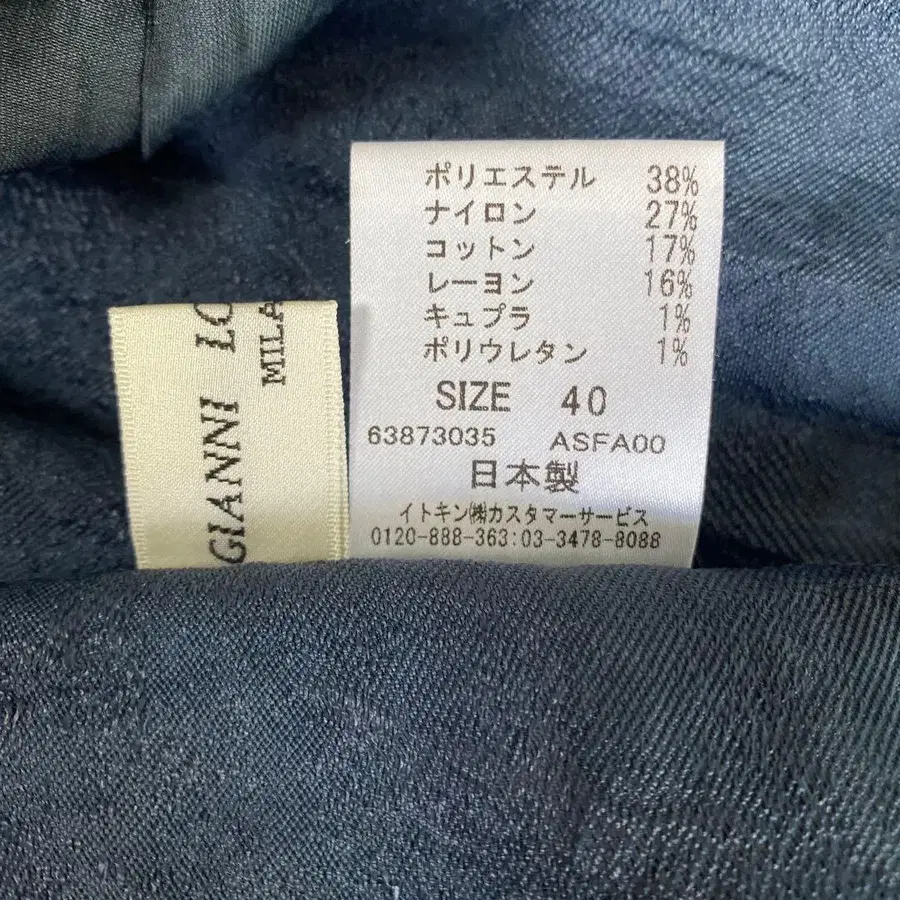 GIANNI LO
MILA
ポリエステル 38%
ナイロン 27%
コットン 17%
レーヨン 16%
キュプラ 1%
ポリウレタン 1%
SIZE 40
63873035 ASFA00
日本製
イトキン㈱カスタマーサービス
0120-888-363:03-3478-8088